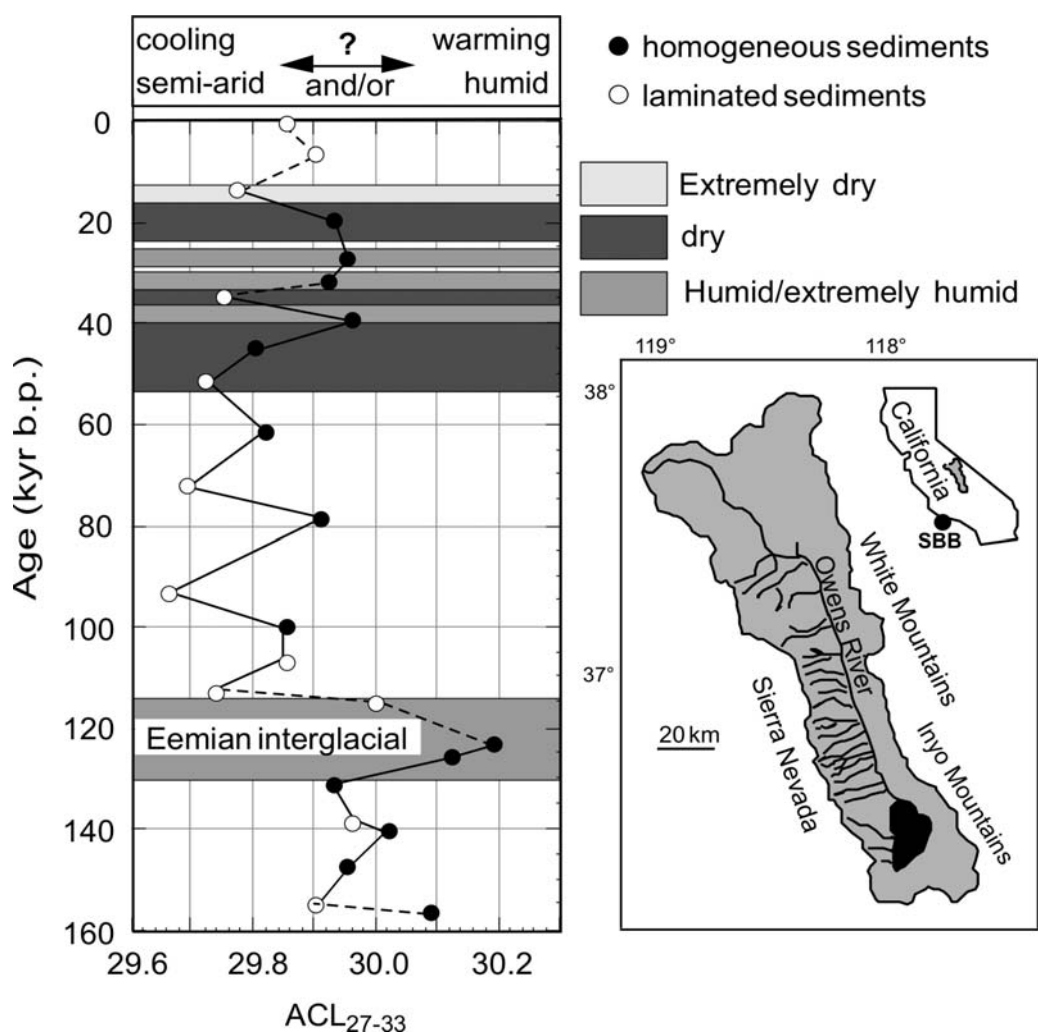 cooling ? warming
semi-arid and/or humid
homogeneous sediments
laminated sediments
Extremely dry
dry
Humid/extremely humid
0
20
40
60
80
100
120
140
160
Age (kyr b.p.)
Eemian interglacial
29.6 29.8 30.0 30.2
ACL27-33
119° 118°
38°
37°
California
SBB
White Mountains
Owens River
Sierra Nevada
Inyo Mountains
20 km